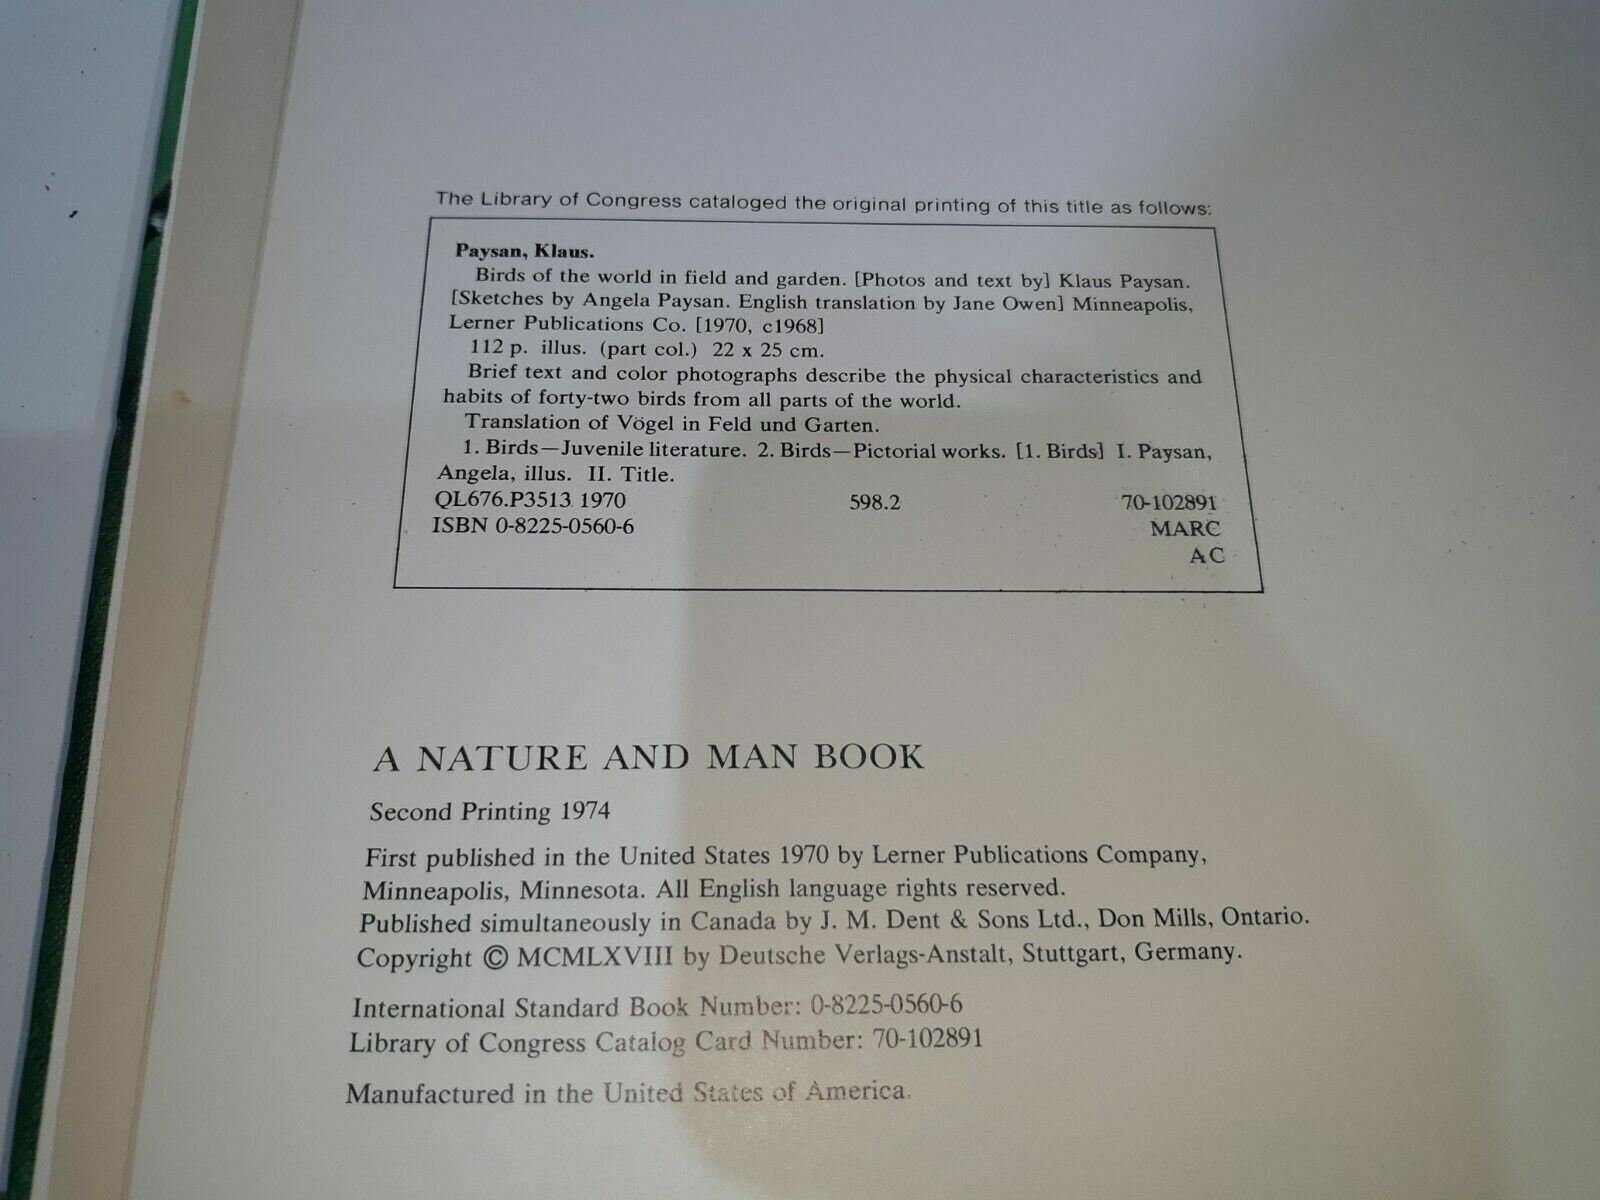 The Library of Congress cataloged the original printing of this title as follows:
Paysan, Klaus.
Birds of the world in field and garden. [Photos and text by] Klaus Paysan.
[Sketches by Angela Paysan. English translation by Jane Owen] Minneapolis,
Lerner Publications Co. [1970, c1968]
112 p. illus. (part col.) 22 x 25 cm.
Brief text and color photographs describe the physical characteristics and
habits of forty-two birds from all parts of the world.
Translation of Vögel in Feld und Garten.
1. Birds—Juvenile literature. 2. Birds—Pictorial works. [1. Birds] I. Paysan,
Angela, illus. II. Title.
QL676.P3513 1970 598.2 70-102891
ISBN 0-8225-0560-6 MARC
AC
A NATURE AND MAN BOOK
Second Printing 1974
First published in the United States 1970 by Lerner Publications Company,
Minneapolis, Minnesota. All English language rights reserved.
Published simultaneously in Canada by J. M. Dent & Sons Ltd., Don Mills, Ontario.
Copyright © MCMLXVIII by Deutsche Verlags-Anstalt, Stuttgart, Germany.
International Standard Book Number: 0-8225-0560-6
Library of Congress Catalog Card Number: 70-102891
Manufactured in the United States of America.